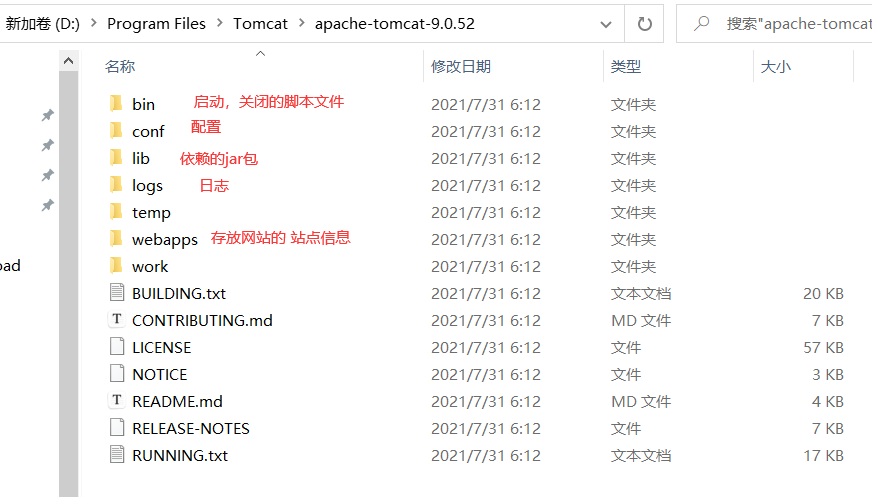 新加卷 (D:) > Program Files > Tomcat > apache-tomcat-9.0.52 搜索"apache-tomcat
名称 修改日期 类型 大小
bin 启动，关闭的脚本文件 2021/7/31 6:12 文件夹
conf 配置 2021/7/31 6:12 文件夹
lib 依赖的jar包 2021/7/31 6:12 文件夹
logs 日志 2021/7/31 6:12 文件夹
temp 2021/7/31 6:12 文件夹
webapps 存放网站的 站点信息 2021/7/31 6:12 文件夹
oad work 2021/7/31 6:12 文件夹
BUILDING.txt 2021/7/31 6:12 文本文档 20 KB
CONTRIBUTING.md 2021/7/31 6:12 MD 文件 7 KB
LICENSE 2021/7/31 6:12 文件 57 KB
NOTICE 2021/7/31 6:12 文件 3 KB
README.md 2021/7/31 6:12 MD 文件 4 KB
RELEASE-NOTES 2021/7/31 6:12 文件 7 KB
RUNNING.txt 2021/7/31 6:12 文本文档 17 KB